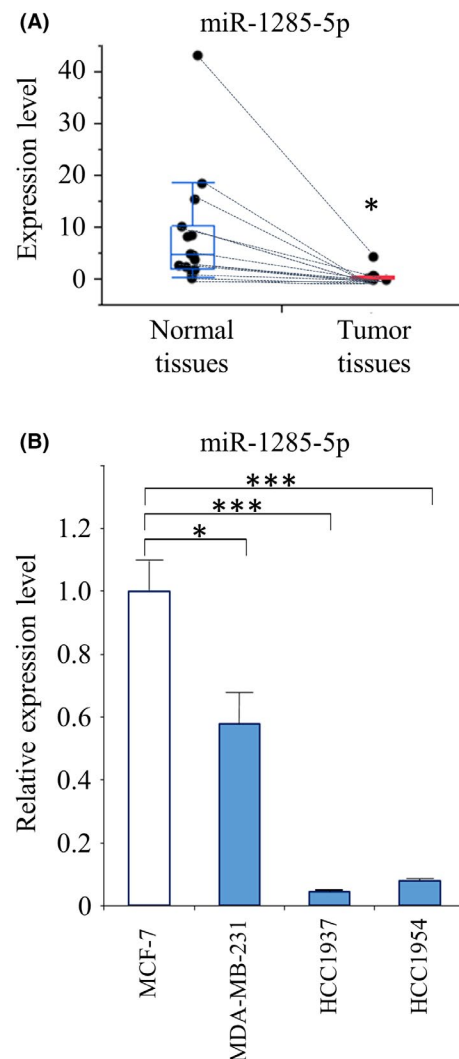 (A)
miR-1285-5p
Expression level
40
30
20
10
0
*
Normal
tissues
Tumor
tissues
(B)
miR-1285-5p
***
***
*
Relative expression level
1.2
1.0
0.8
0.6
0.4
0.2
0
MCF-7
MDA-MB-231
HCC1937
HCC1954